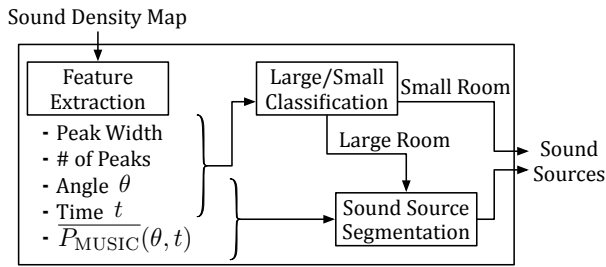 Sound Density Map
Feature
Extraction
Large/Small
Classification
Small Room
- Peak Width
- # of Peaks
- Angle θ
- Time t
- P_MUSIC(θ, t)
Large Room
Sound Source
Segmentation
Sound
Sources